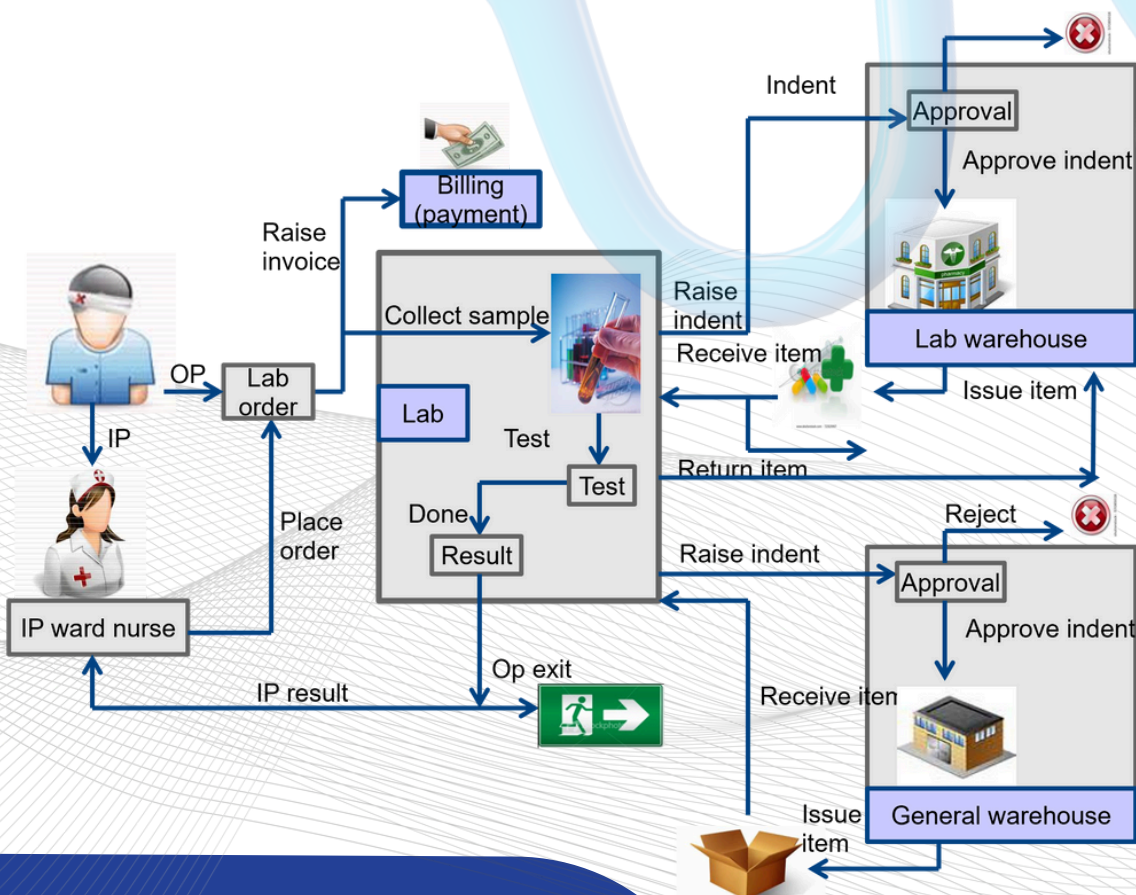 Indent
Approval
Approve indent
Billing
(payment)
Raise
invoice
pharmacy
Collect sample
Raise
indent
Lab warehouse
Receive item
OP
Lab
order
Issue item
Lab
IP
Test
Return item
Test
Done
Reject
Place
order
Result
Raise indent
Approval
IP ward nurse
Approve indent
Op exit
IP result
Receive item
Issue
item
General warehouse